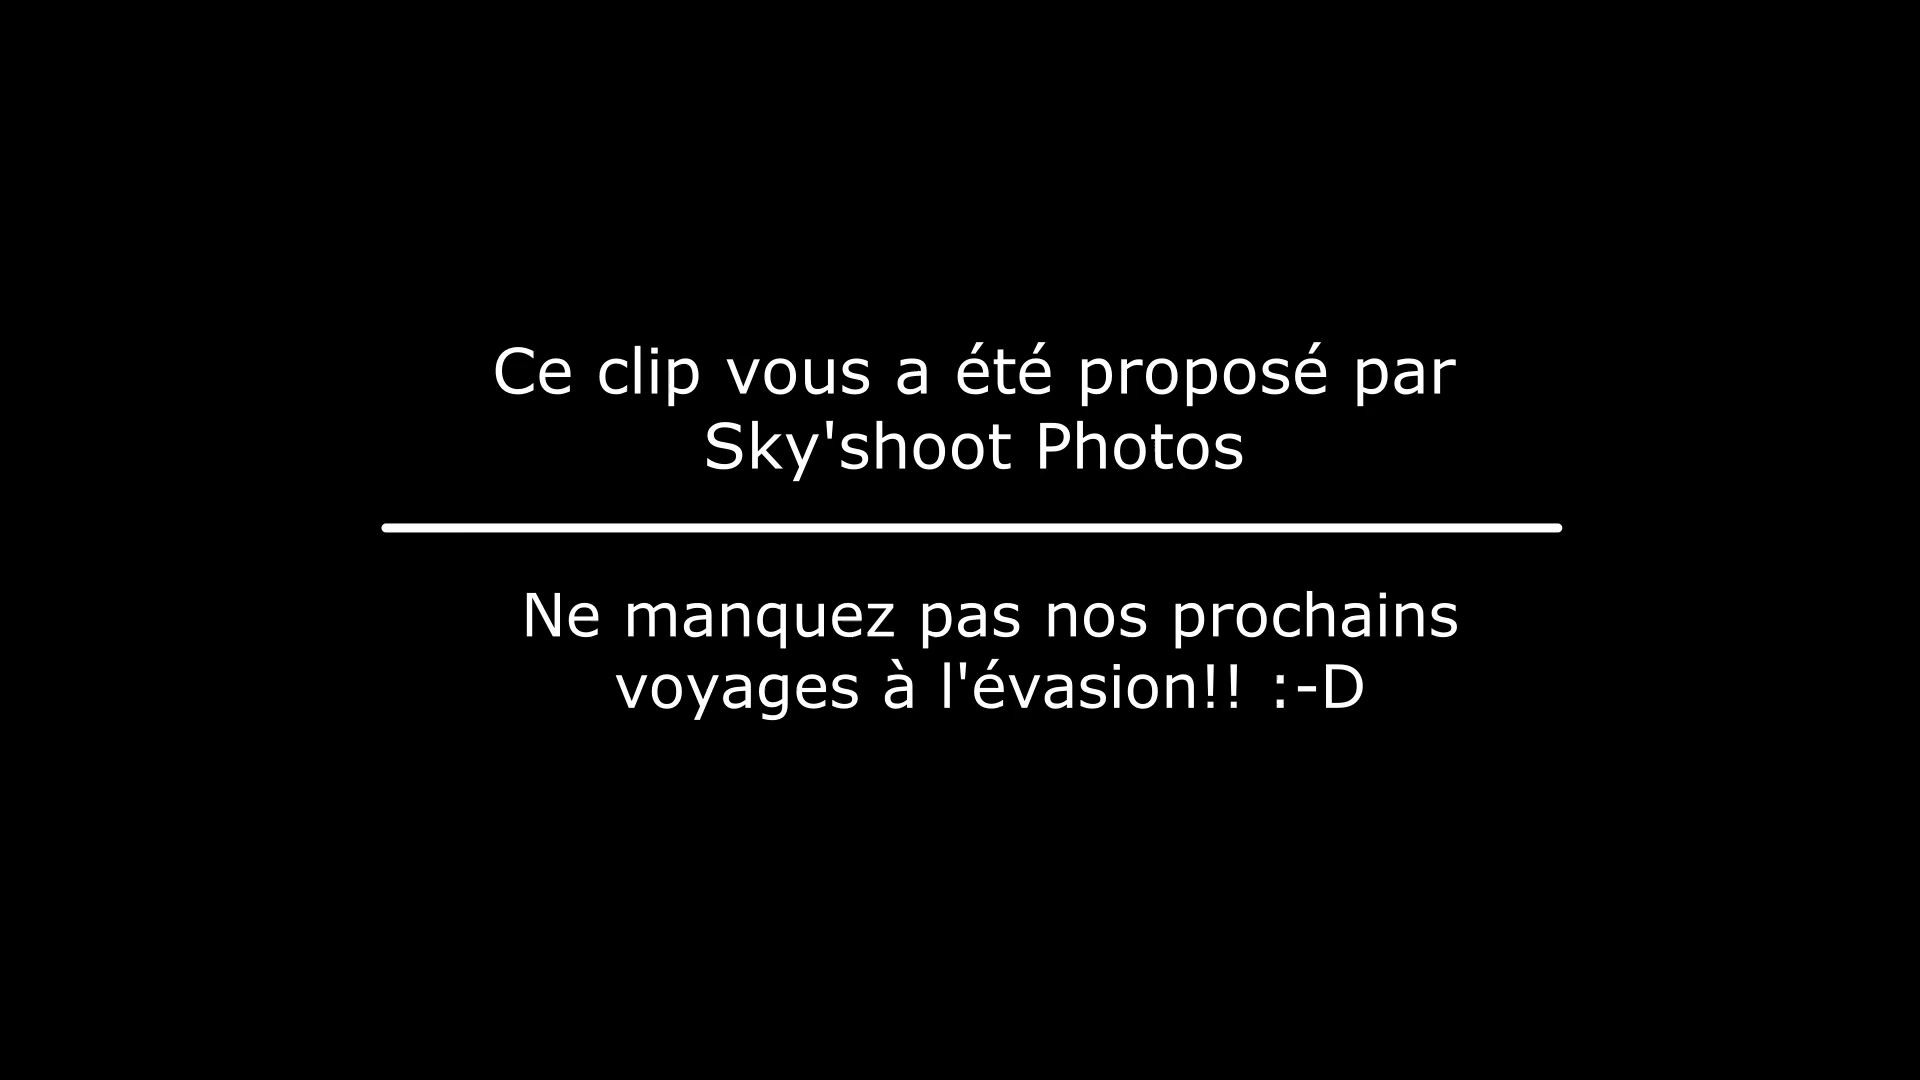 Ce clip vous a été proposé par
Sky'shoot Photos
Ne manquez pas nos prochains
voyages à l'évasion!! :-D